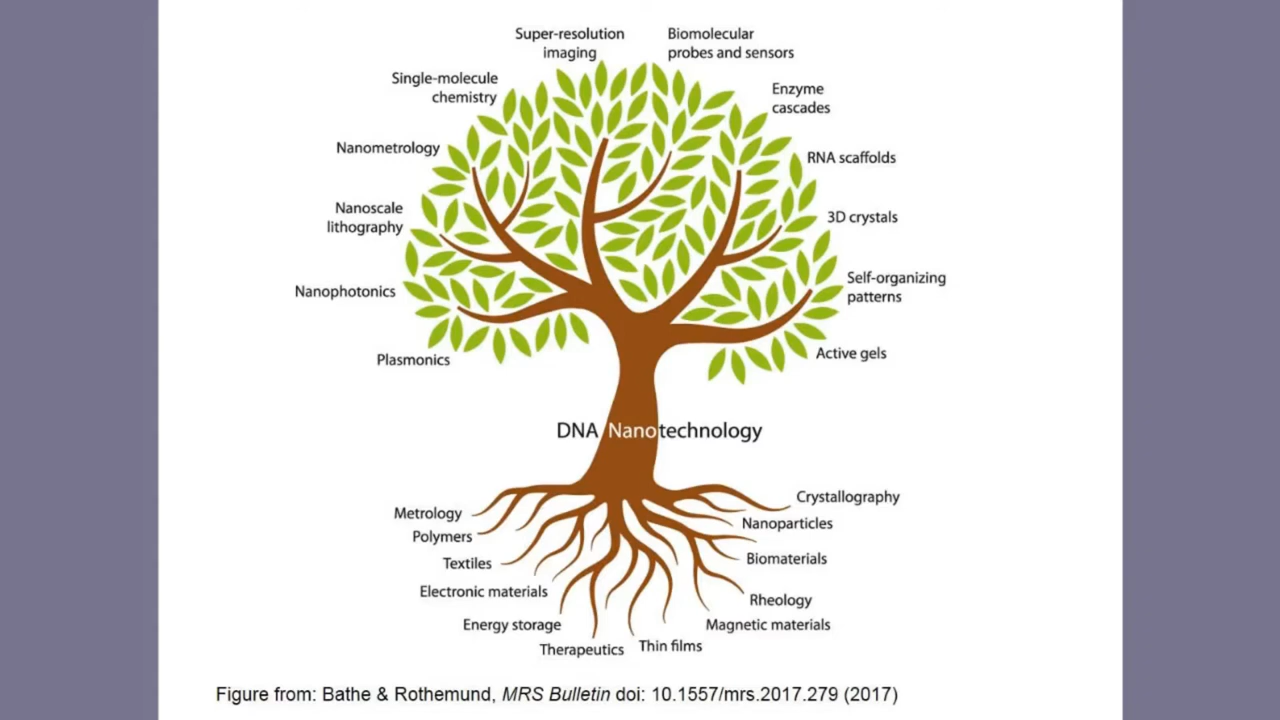 Super-resolution
imaging
Biomolecular
probes and sensors
Single-molecule
chemistry
Enzyme
cascades
Nanometrology
RNA scaffolds
Nanoscale
lithography
3D crystals
Nanophotonics
Self-organizing
patterns
Plasmonics
Active gels
DNA Nanotechnology
Metrology
Crystallography
Polymers
Nanoparticles
Textiles
Biomaterials
Electronic materials
Rheology
Energy storage
Magnetic materials
Therapeutics
Thin films
Figure from: Bathe & Rothemund, MRS Bulletin doi: 10.1557/mrs.2017.279 (2017)